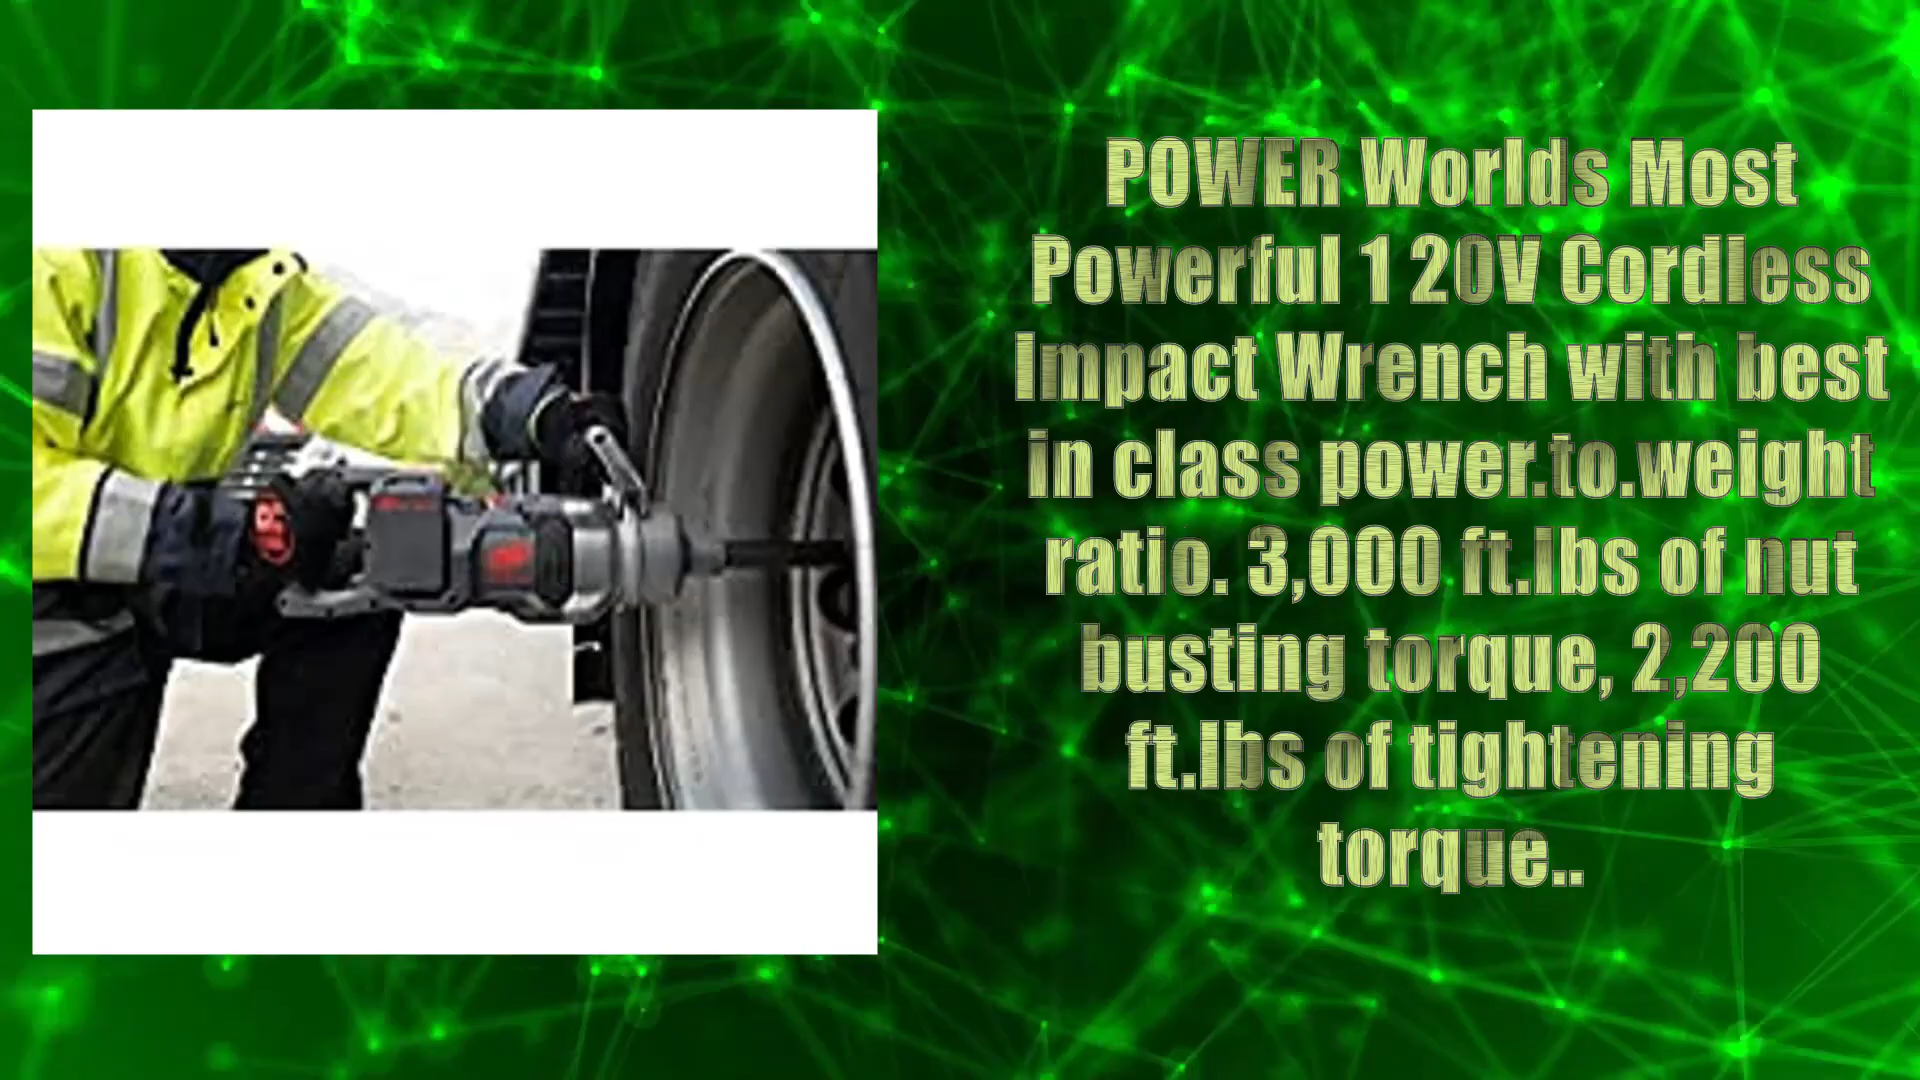 POWER Worlds Most
Powerful 1 20V Cordless
Impact Wrench with best
in class power.to.weight
ratio. 3,000 ft.lbs of nut
busting torque, 2,200
ft.lbs of tightening
torque..